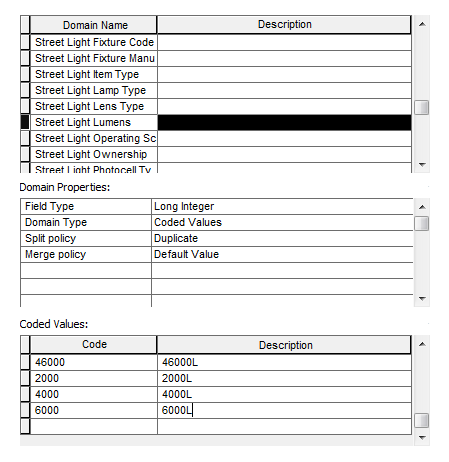 Domain Name Description
Street Light Fixture Code
Street Light Fixture Manu
Street Light Item Type
Street Light Lamp Type
Street Light Lens Type
Street Light Lumens
Street Light Operating Sc
Street Light Ownership
Street Light Photocell Ty
Domain Properties:
Field Type Long Integer
Domain Type Coded Values
Split policy Duplicate
Merge policy Default Value
Coded Values:
Code Description
46000 46000L
2000 2000L
4000 4000L
6000 6000L